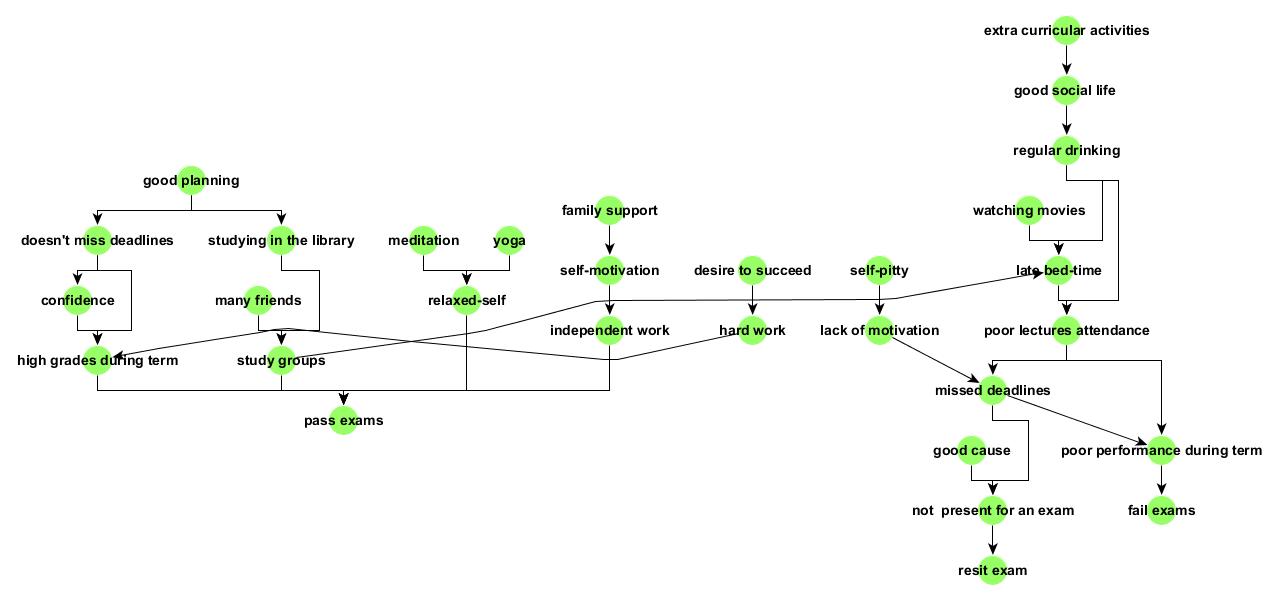 extra curricular activities
good social life
regular drinking
good planning
family support
watching movies
doesn't miss deadlines
studying in the library
meditation
yoga
self-motivation
desire to succeed
self-pitty
late bed-time
confidence
many friends
relaxed-self
independent work
hard work
lack of motivation
poor lectures attendance
high grades during term
study groups
missed deadlines
pass exams
good cause
poor performance during term
not present for an exam
fail exams
resit exam